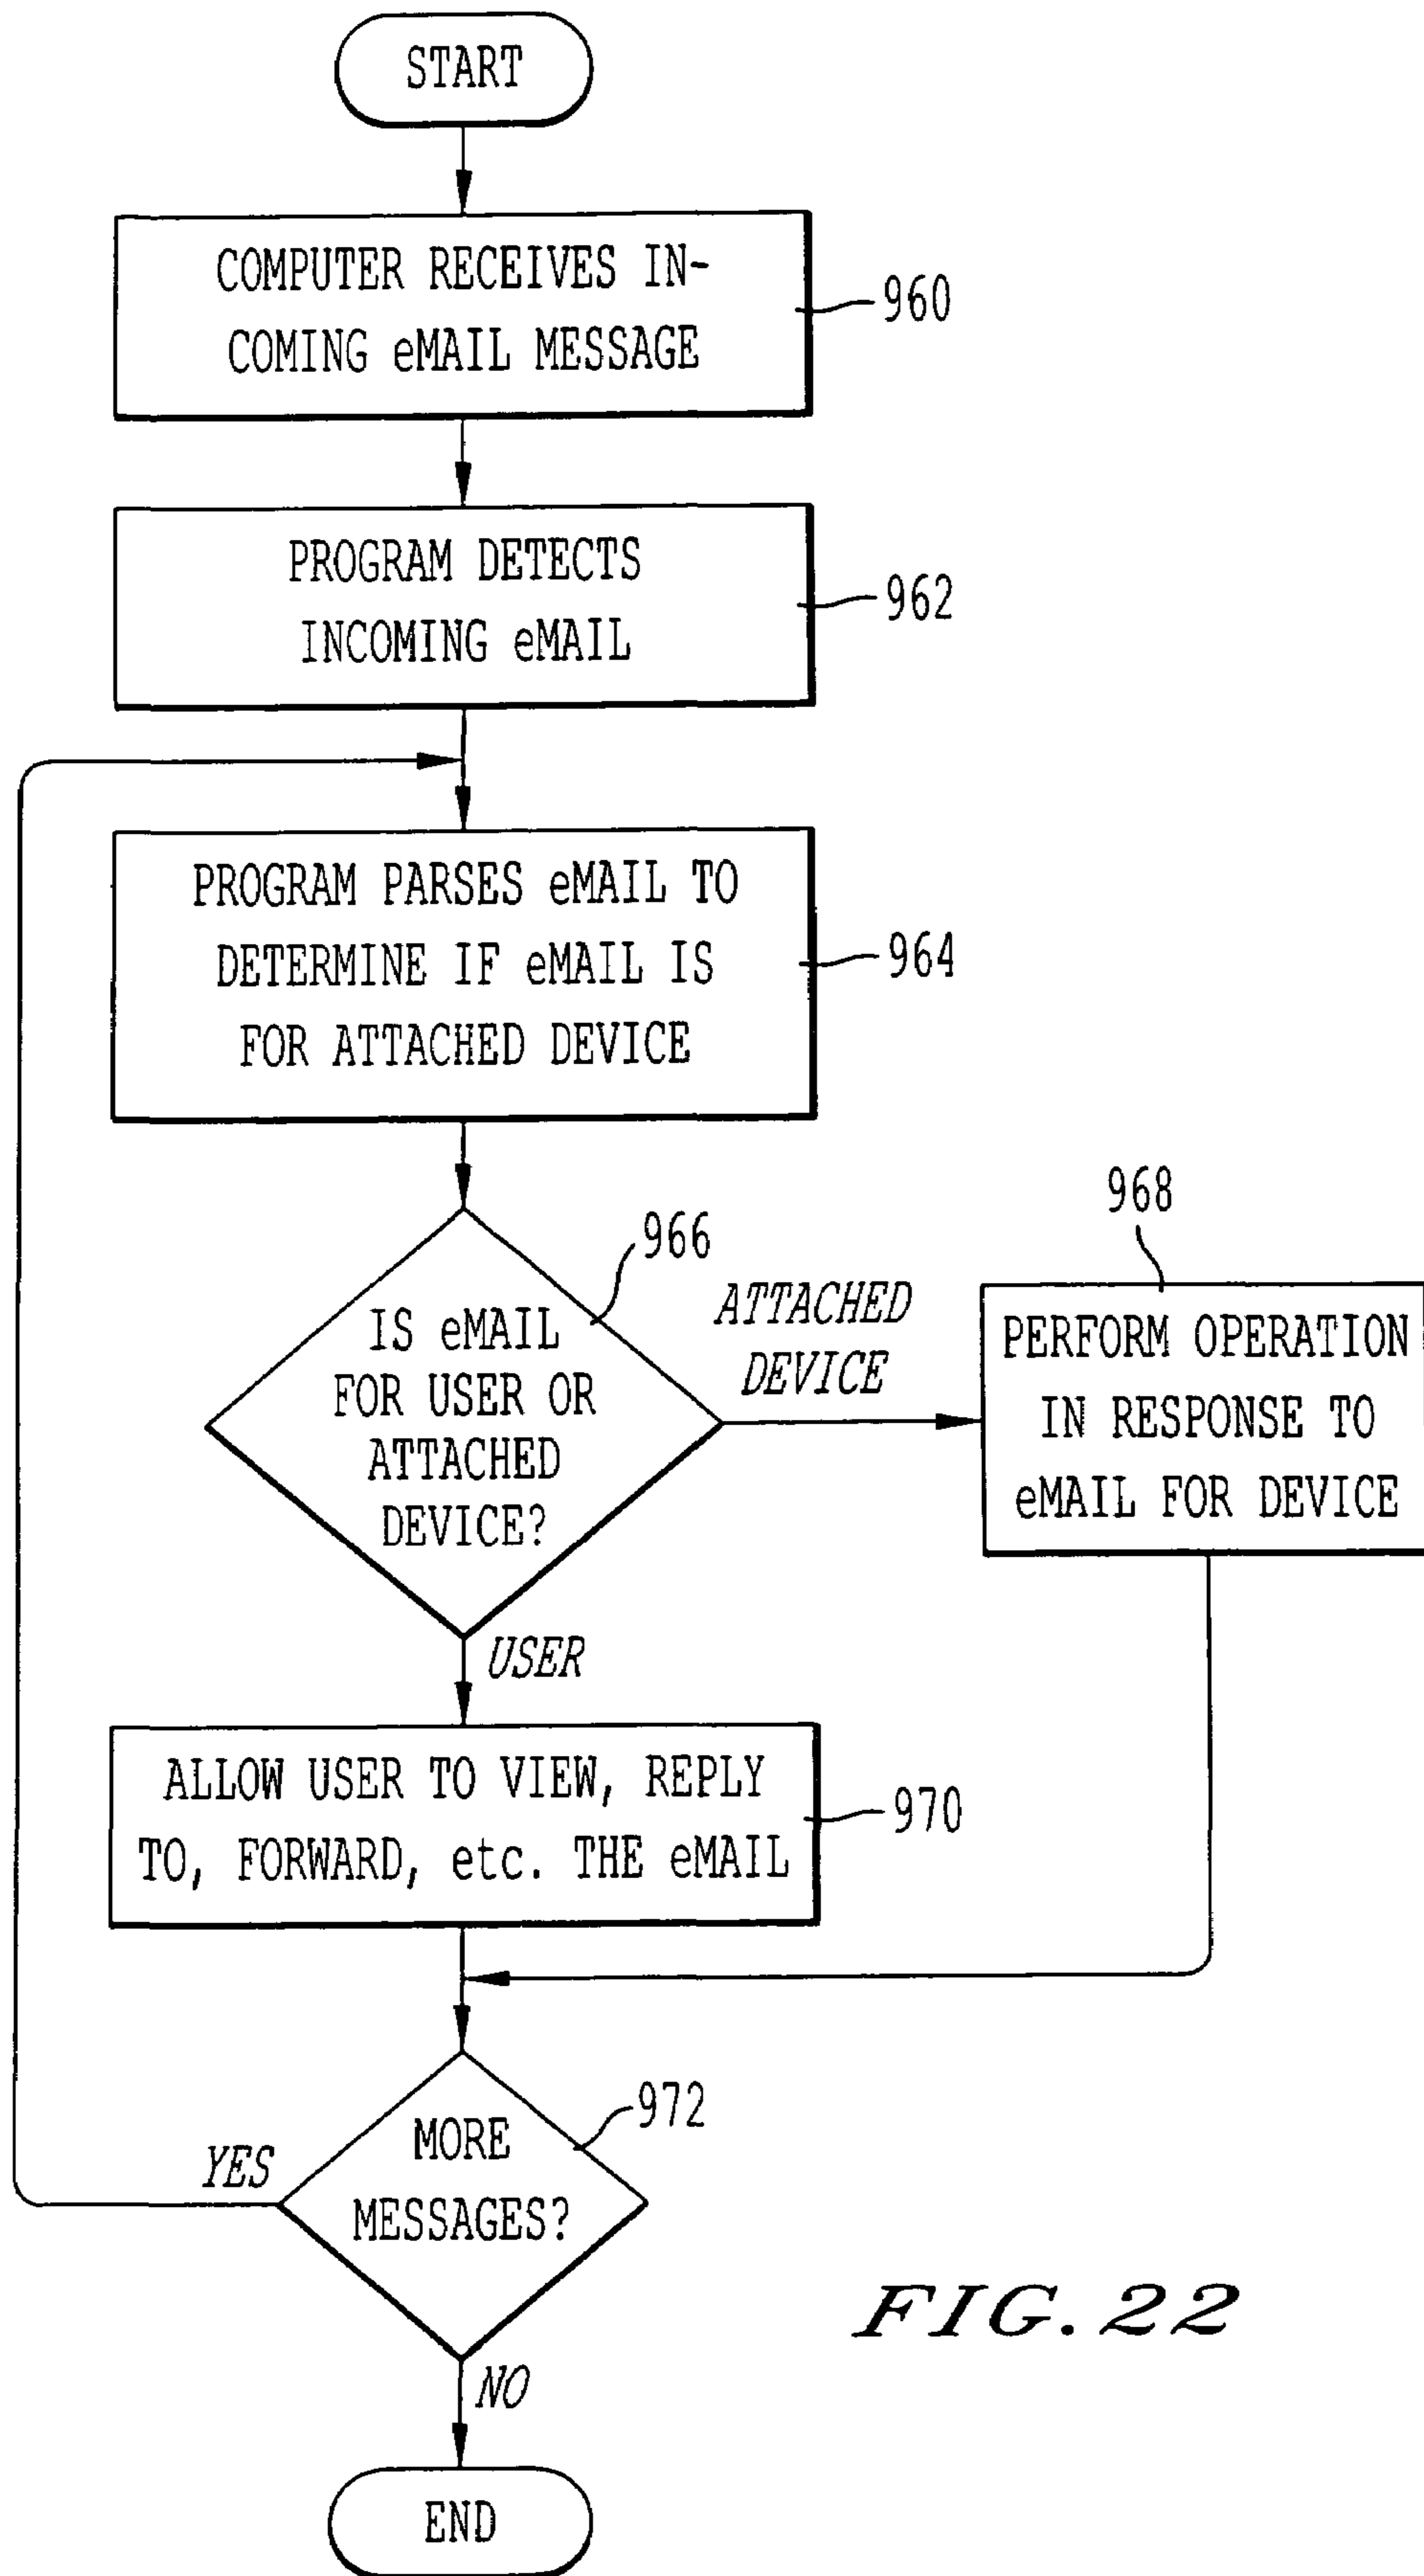 START
COMPUTER RECEIVES IN-
COMING eMAIL MESSAGE
960
PROGRAM DETECTS
INCOMING eMAIL
962
PROGRAM PARSES eMAIL TO
DETERMINE IF eMAIL IS
FOR ATTACHED DEVICE
964
IS eMAIL
FOR USER OR
ATTACHED
DEVICE?
966
ATTACHED
DEVICE
968
PERFORM OPERATION
IN RESPONSE TO
eMAIL FOR DEVICE
USER
ALLOW USER TO VIEW, REPLY
TO, FORWARD, etc. THE eMAIL
970
MORE
MESSAGES?
972
YES
NO
END
FIG. 22